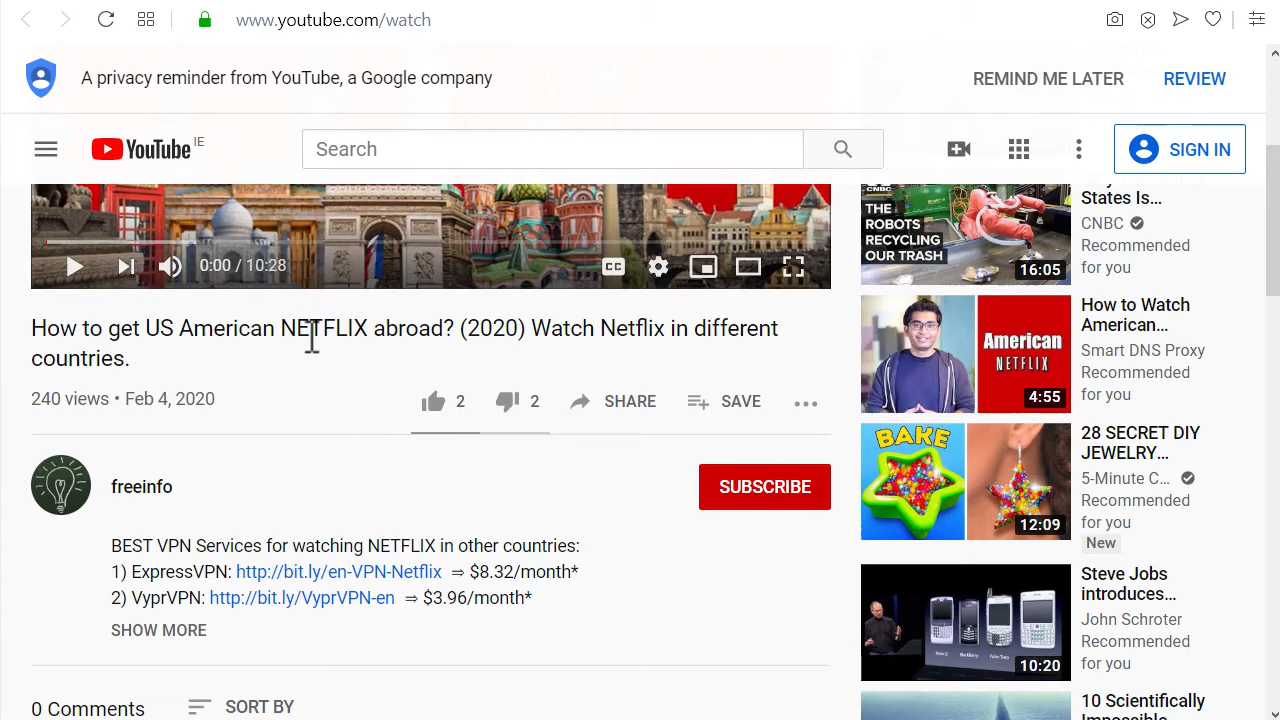 www.youtube.com/watch
A privacy reminder from YouTube, a Google company
REMIND ME LATER
REVIEW
YouTube IE
Search
SIGN IN
0:00 / 10:28
CC
How to get US American NETFLIX abroad? (2020) Watch Netflix in different
countries.
240 views • Feb 4, 2020
2
2
SHARE
SAVE
freeinfo
SUBSCRIBE
BEST VPN Services for watching NETFLIX in other countries:
1) ExpressVPN: http://bit.ly/en-VPN-Netflix ⇒ $8.32/month*
2) VyprVPN: http://bit.ly/VyprVPN-en ⇒ $3.96/month*
SHOW MORE
0 Comments
SORT BY
CNBC
THE
ROBOTS
RECYCLING
OUR TRASH
16:05
States Is...
CNBC
Recommended
for you
American
NETFLIX
4:55
How to Watch
American...
Smart DNS Proxy
Recommended
for you
BAKE
12:09
28 SECRET DIY
JEWELRY...
5-Minute C...
Recommended
for you
New
10:20
Steve Jobs
introduces...
John Schroter
Recommended
for you
10 Scientifically